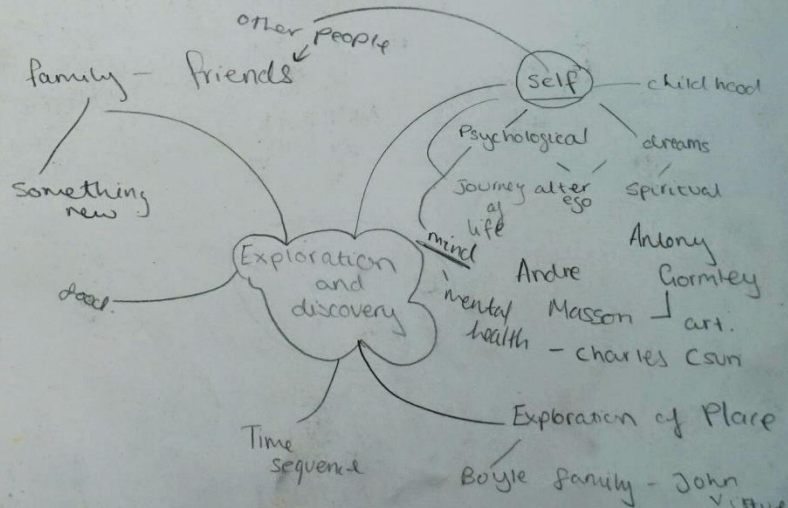 other people
family - friends
self
childhood
Psychological
dreams
something
new
Journey
of
life
alter
ego
spiritual
mind
Exploration
and
discovery
Antony
Gormley
Andre
Masson
art.
mental
health
- Charles Csuri
food.
Time
sequence
Exploration of Place
Boyle family - John